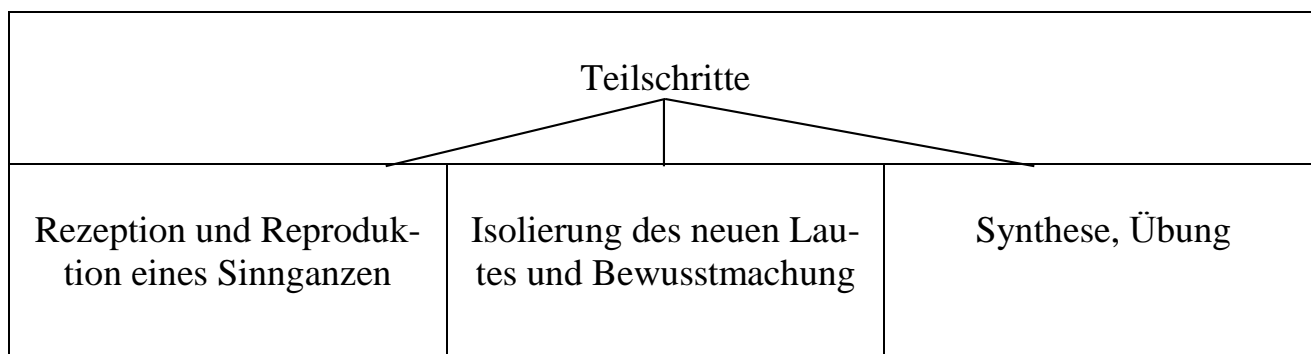 Teilschritte
Rezeption und Reproduk-
tion eines Sinnganzen
Isolierung des neuen Lau-
tes und Bewusstmachung
Synthese, Übung